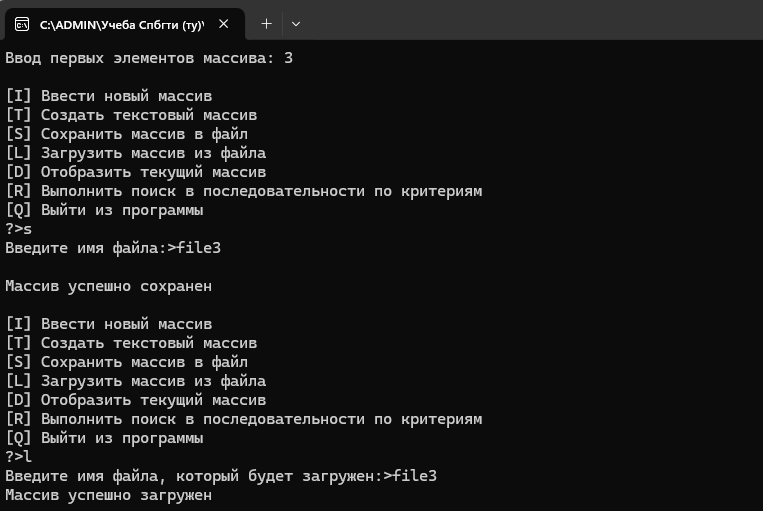 C:\ADMIN\Учеба Спбгти (ту)\
Ввод первых элементов массива: 3
[I] Ввести новый массив
[T] Создать текстовый массив
[S] Сохранить массив в файл
[L] Загрузить массив из файла
[D] Отобразить текущий массив
[R] Выполнить поиск в последовательности по критериям
[Q] Выйти из программы
?>s
Введите имя файла:>file3
Массив успешно сохранен
[I] Ввести новый массив
[T] Создать текстовый массив
[S] Сохранить массив в файл
[L] Загрузить массив из файла
[D] Отобразить текущий массив
[R] Выполнить поиск в последовательности по критериям
[Q] Выйти из программы
?>l
Введите имя файла, который будет загружен:>file3
Массив успешно загружен